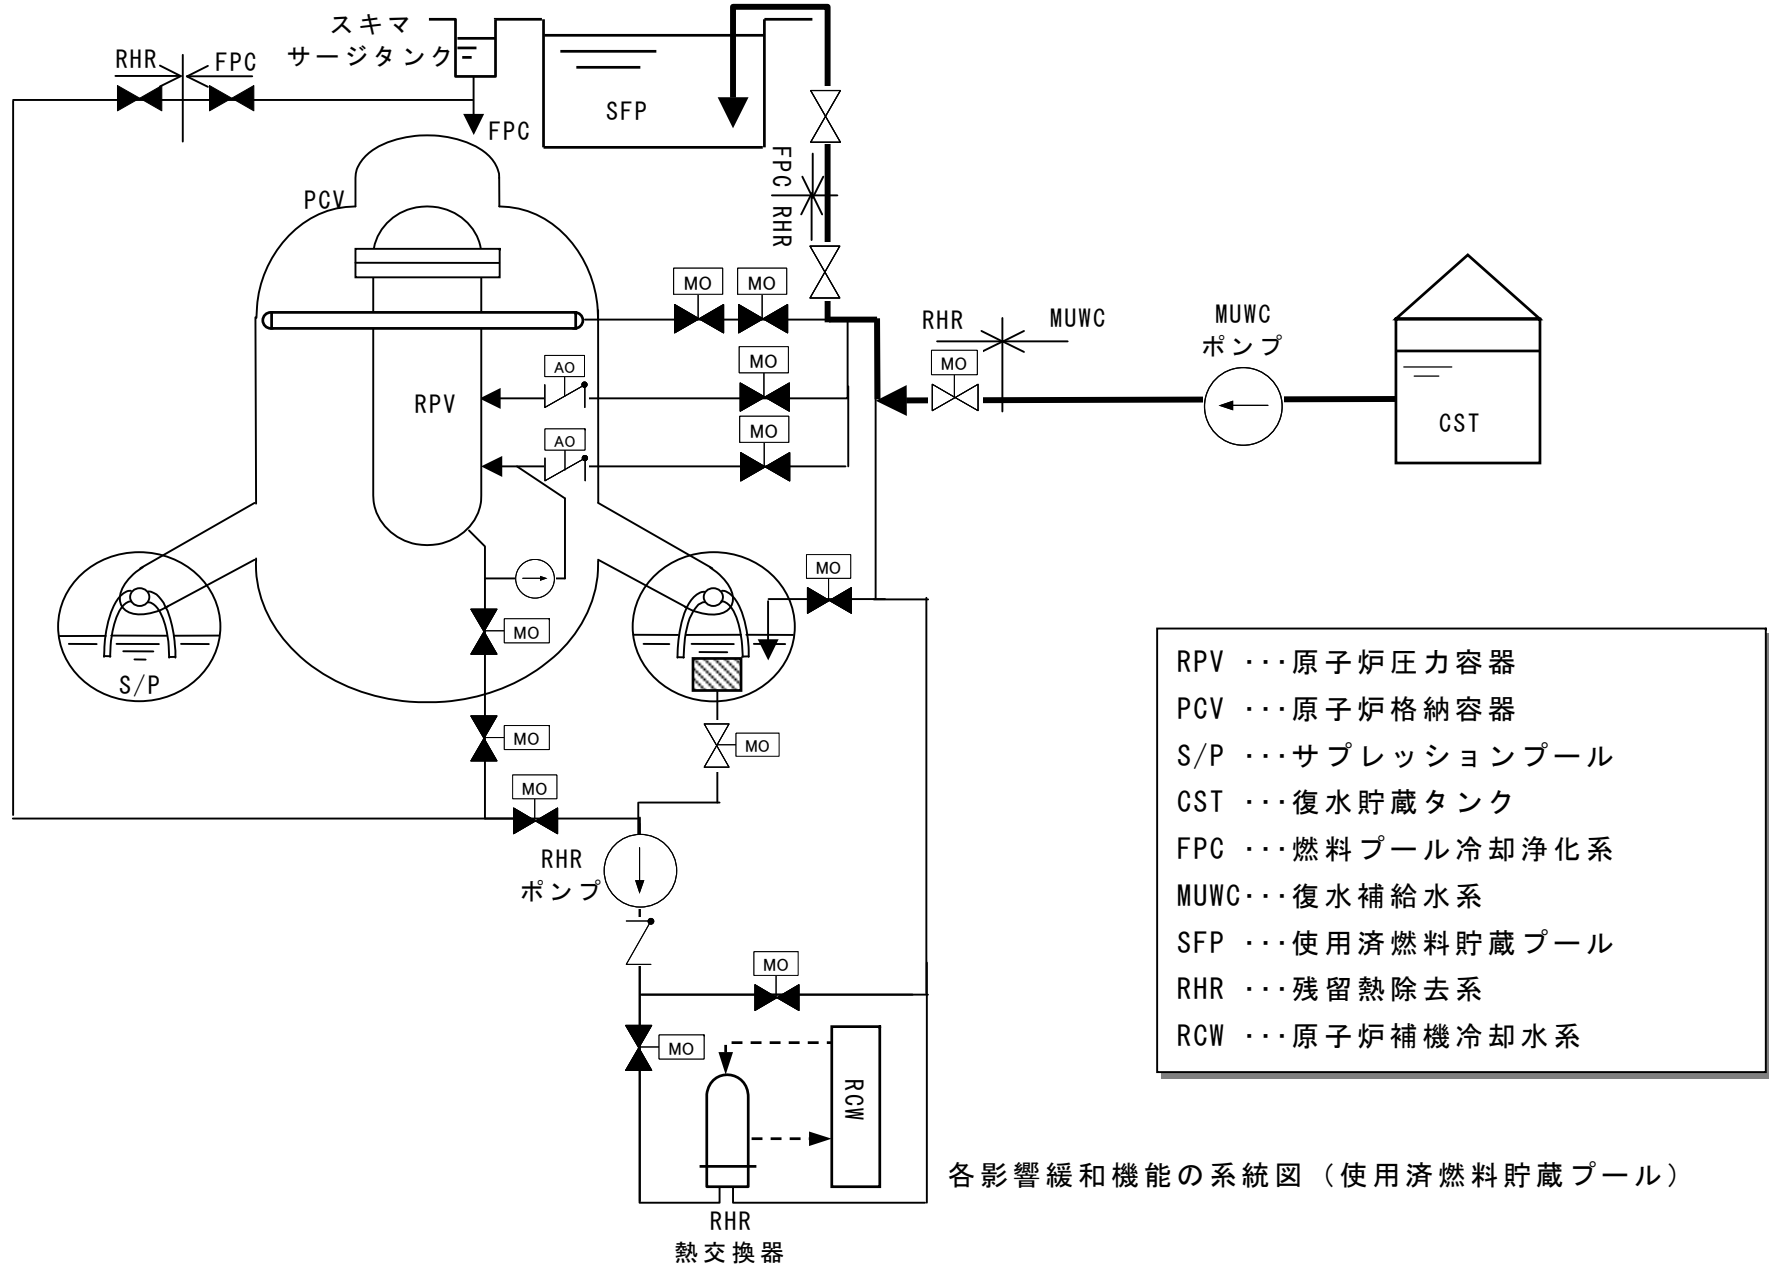 スキマ
サージタンク
RHR
FPC
SFP
FPC
FPC
RHR
PCV
RPV
MO
MO
MO
AO
MO
AO
RHR
MUWC
MO
MUWC
ポンプ
CST
MO
MO
S/P
MO
MO
MO
RHR
ポンプ
MO
MO
RCW
RHR
熱交換器
RPV ･･･原子炉圧力容器
PCV ･･･原子炉格納容器
S/P ･･･サプレッションプール
CST ･･･復水貯蔵タンク
FPC ･･･燃料プール冷却浄化系
MUWC･･･復水補給水系
SFP ･･･使用済燃料貯蔵プール
RHR ･･･残留熱除去系
RCW ･･･原子炉補機冷却水系
各影響緩和機能の系統図（使用済燃料貯蔵プール）